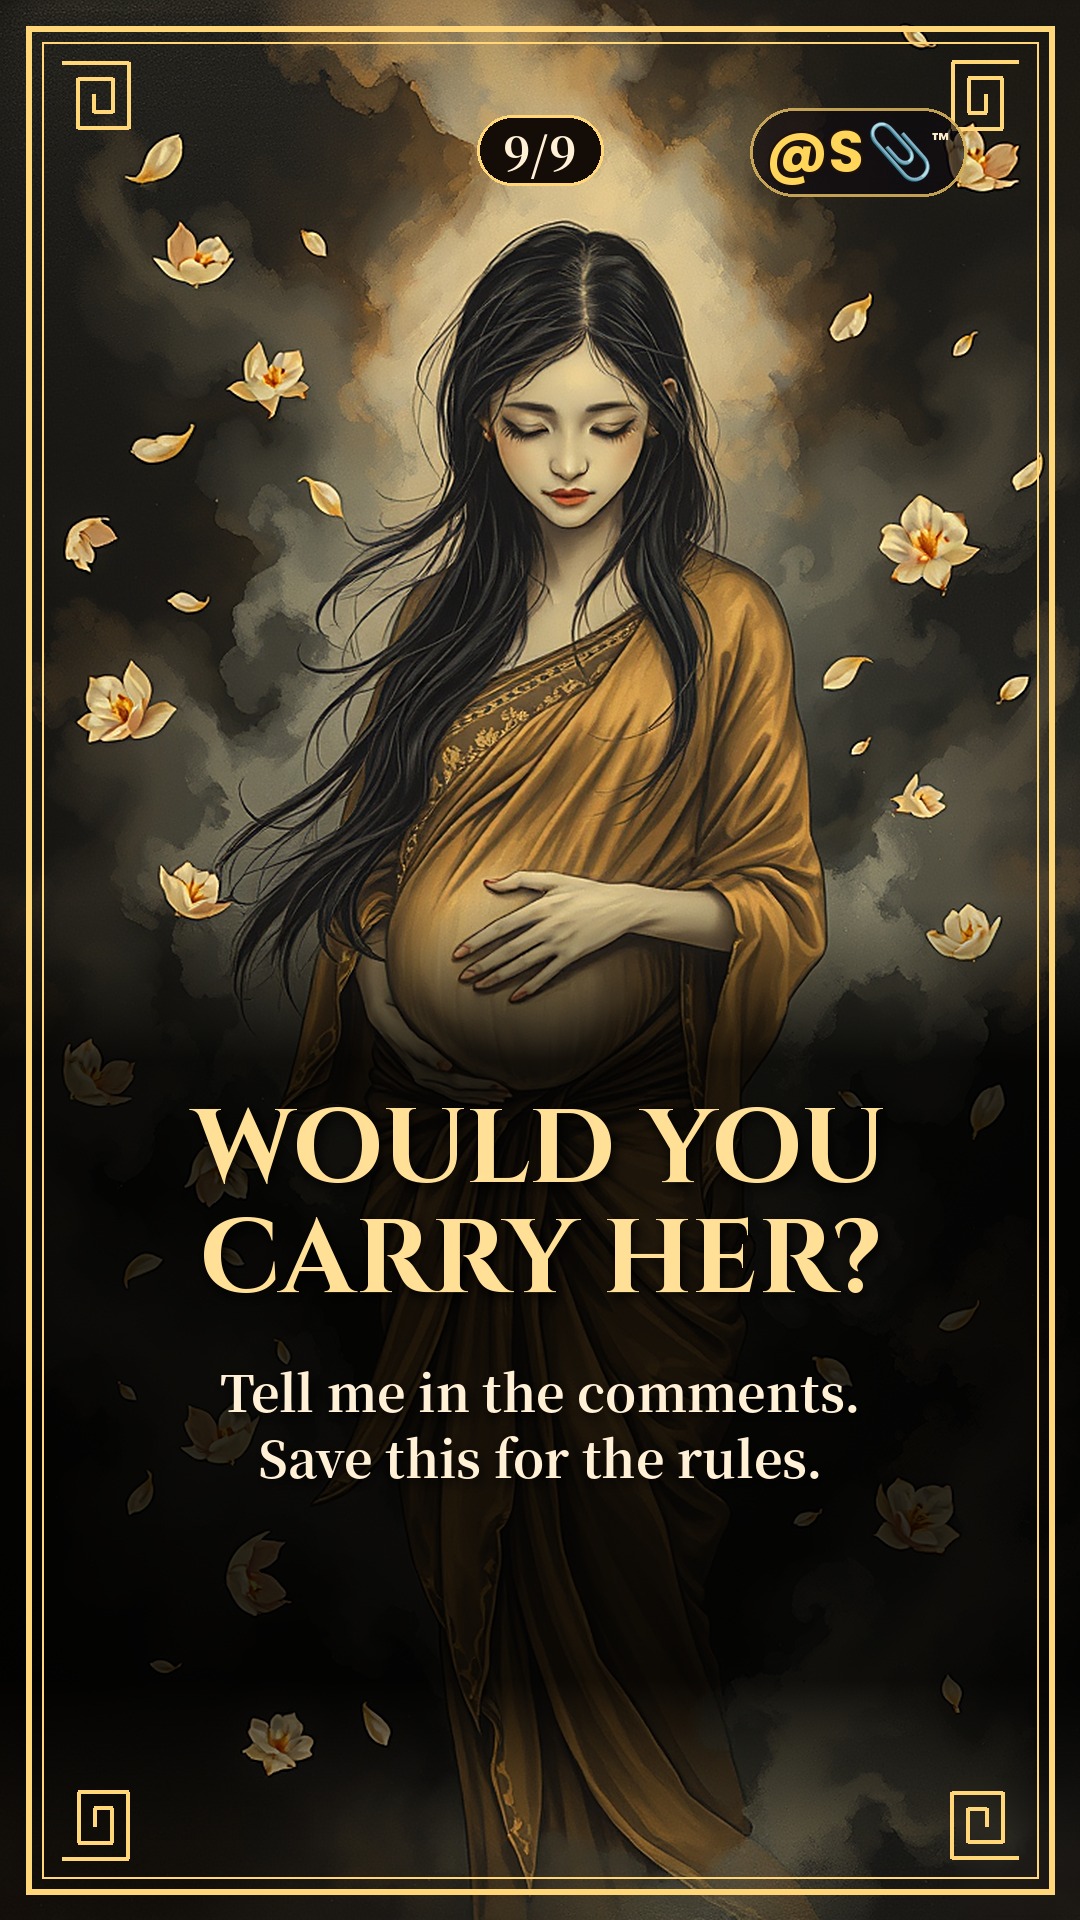 9/9
@S📎™
WOULD YOU
CARRY HER?
Tell me in the comments.
Save this for the rules.